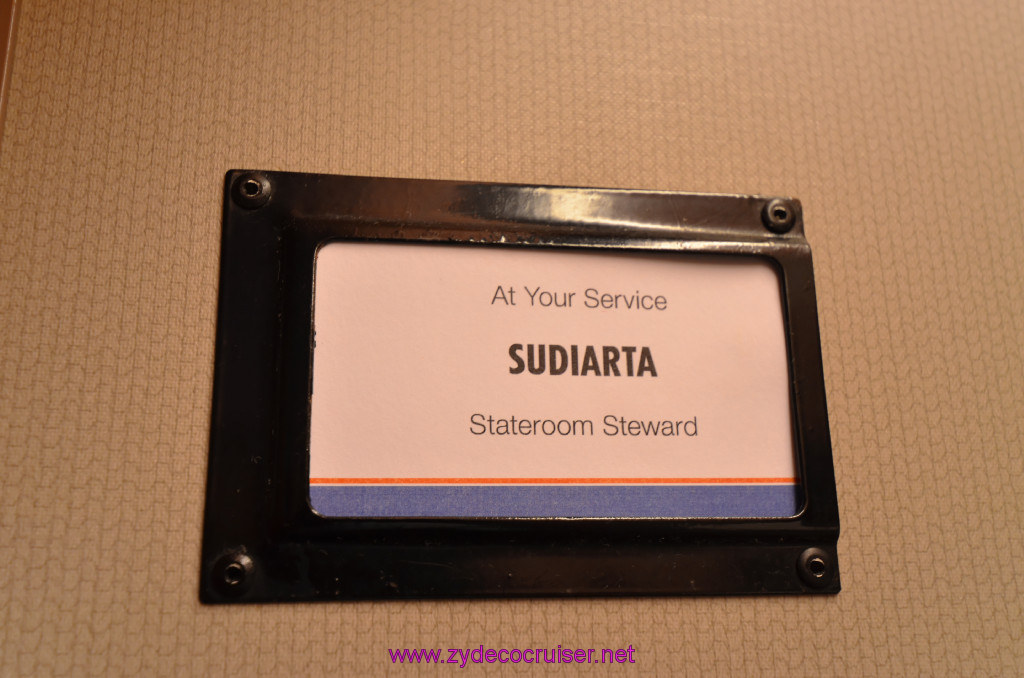 At Your Service
SUDIARTA
Stateroom Steward
www.zydecocruiser.net